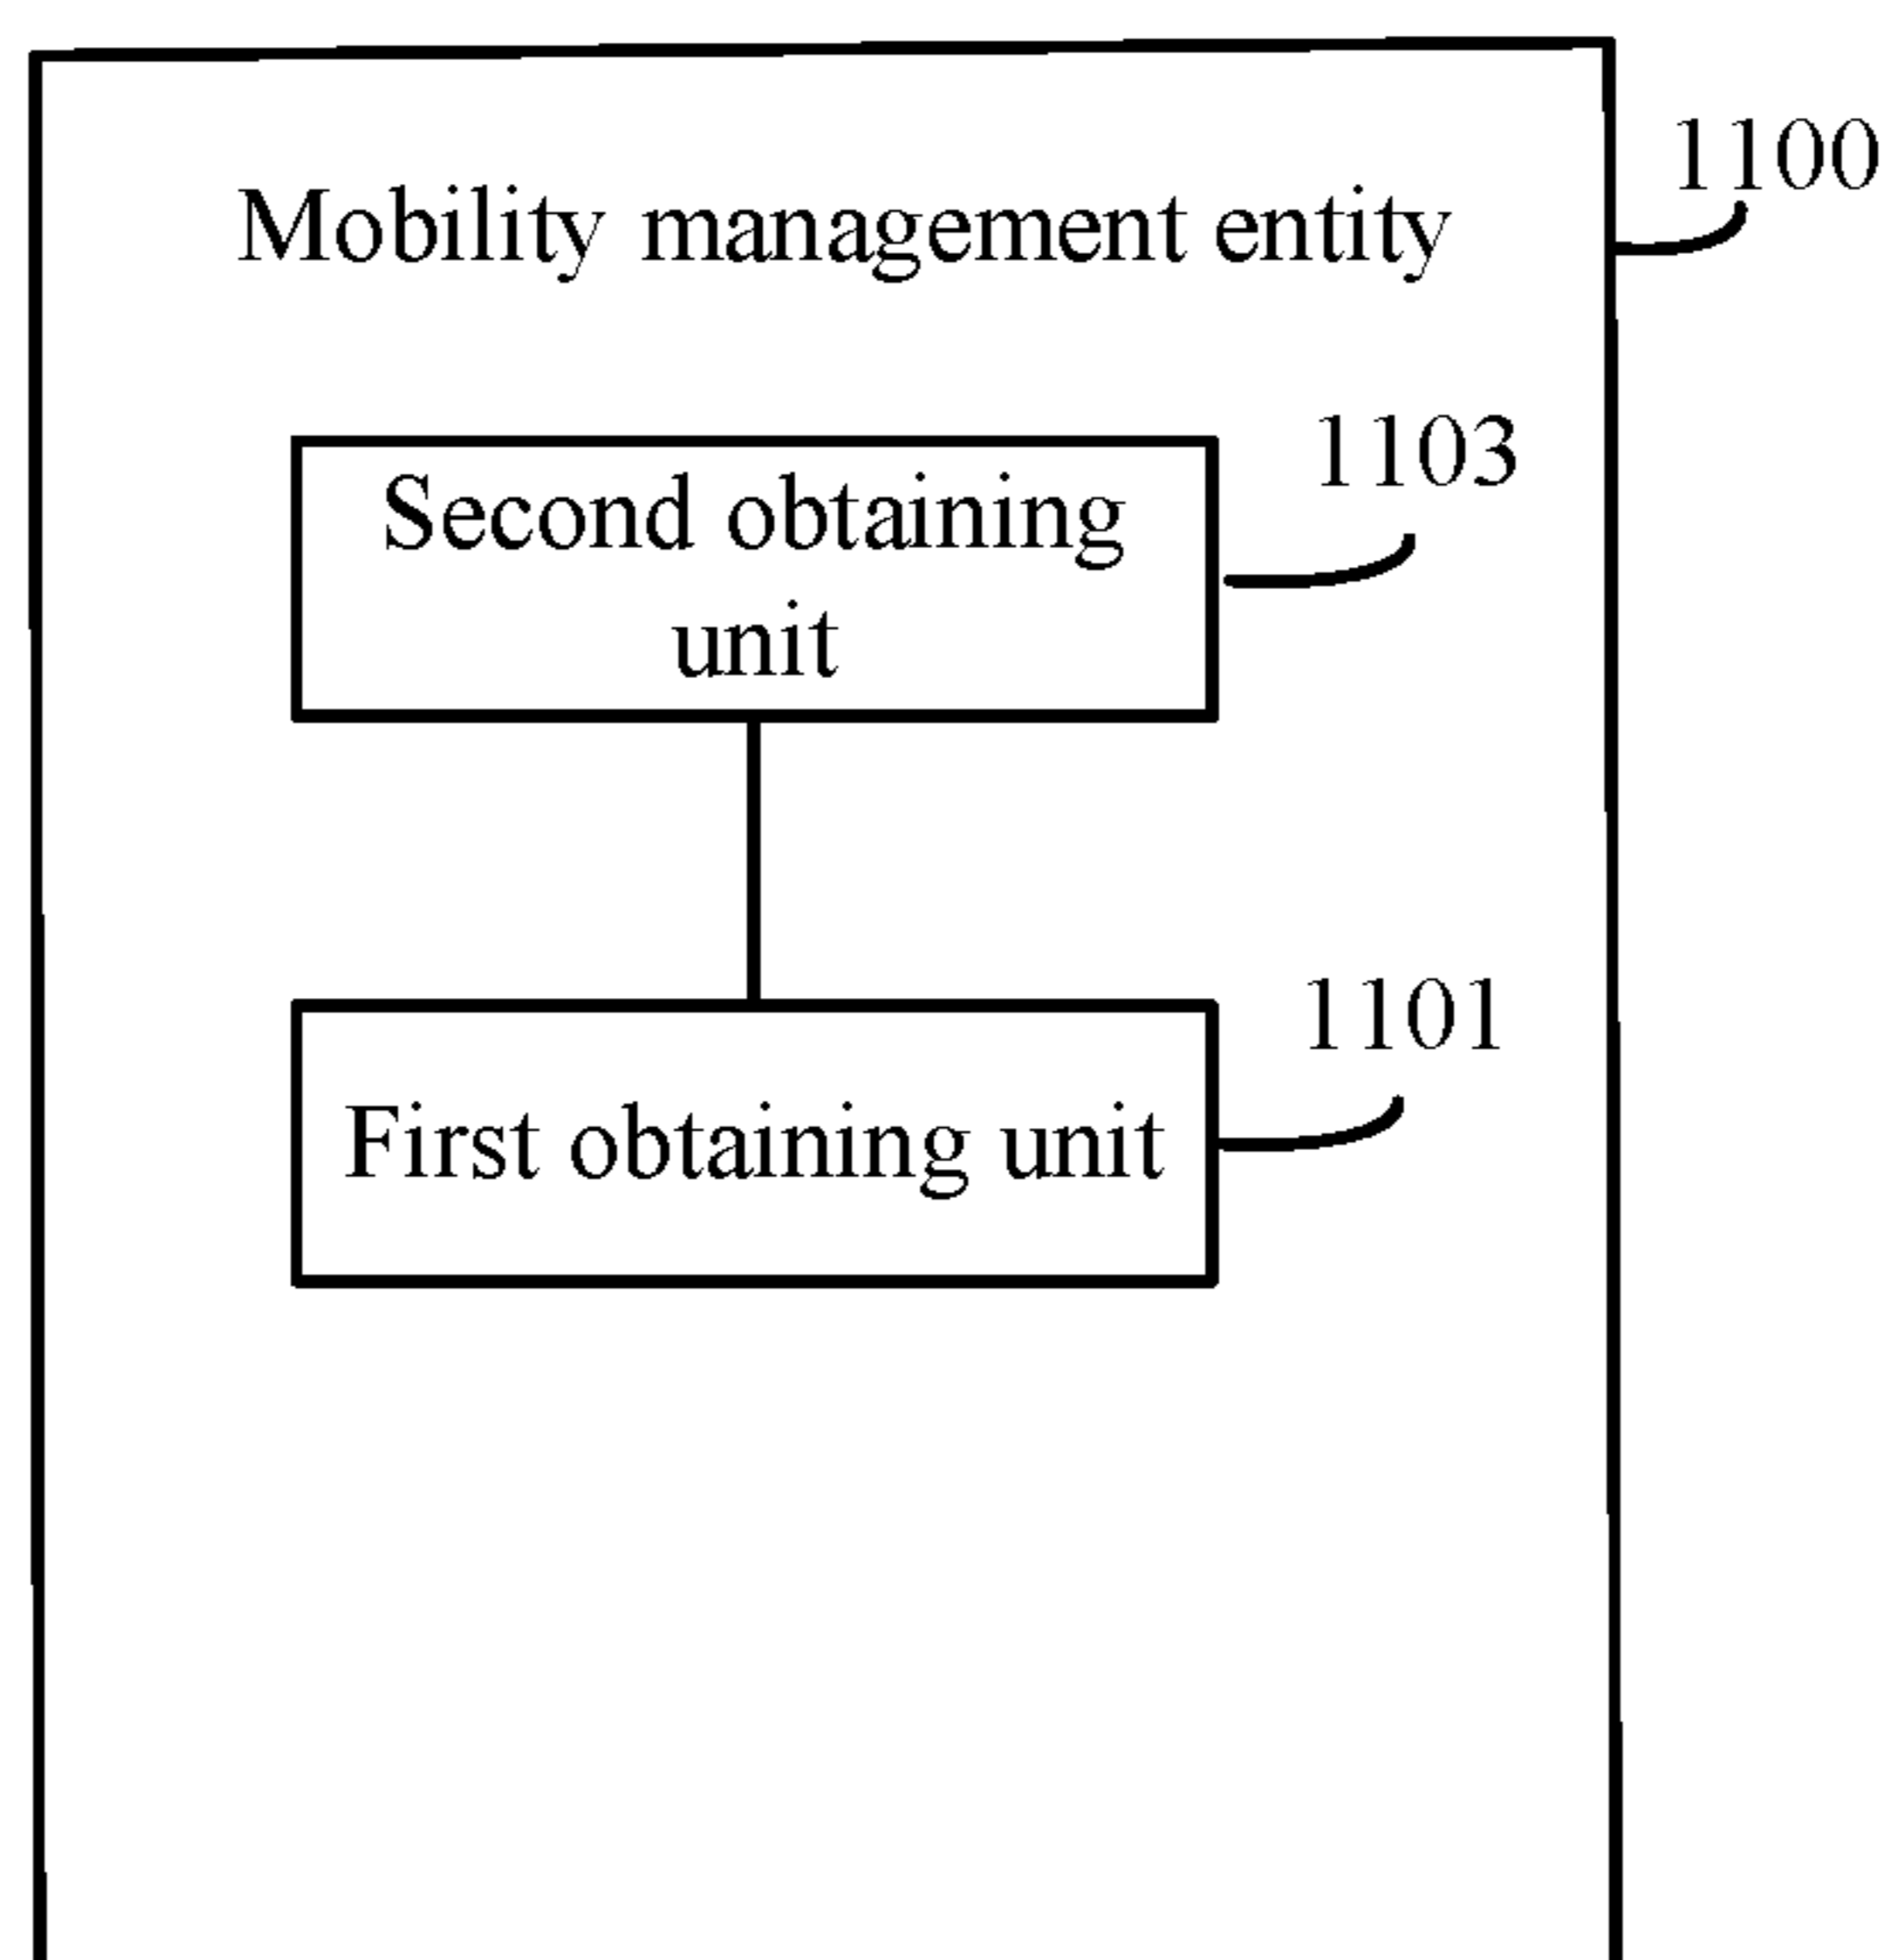 1100
Mobility management entity
1103
Second obtaining
unit
1101
First obtaining unit